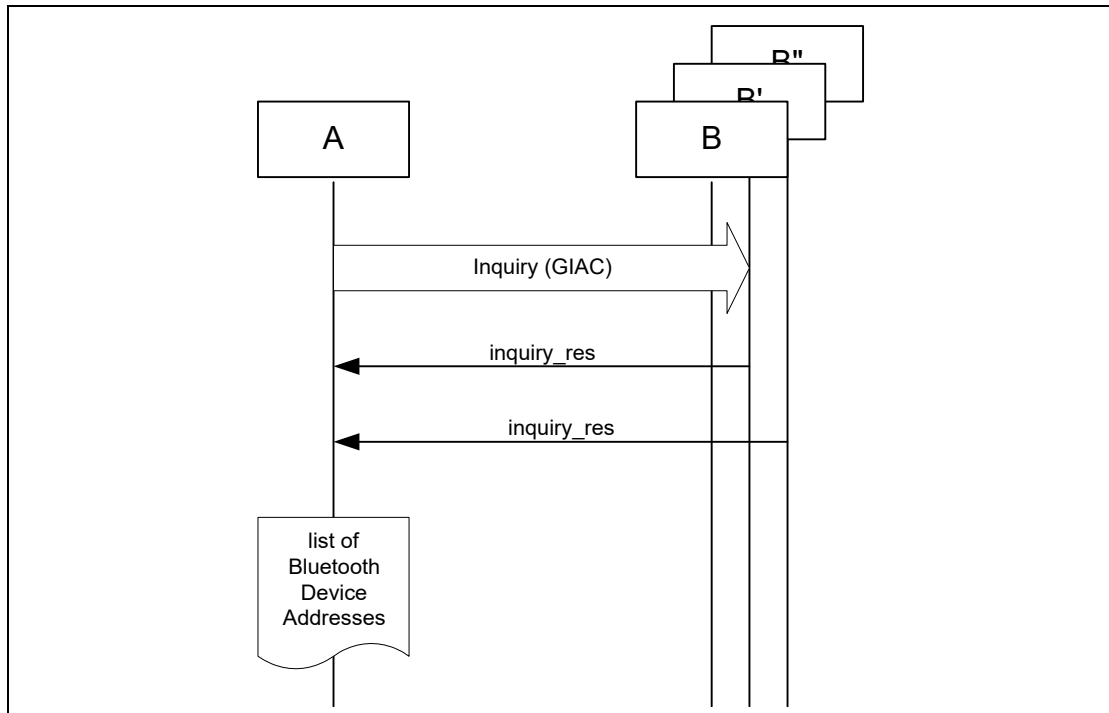 B"
B'
A
B
Inquiry (GIAC)
inquiry_res
inquiry_res
list of
Bluetooth
Device
Addresses